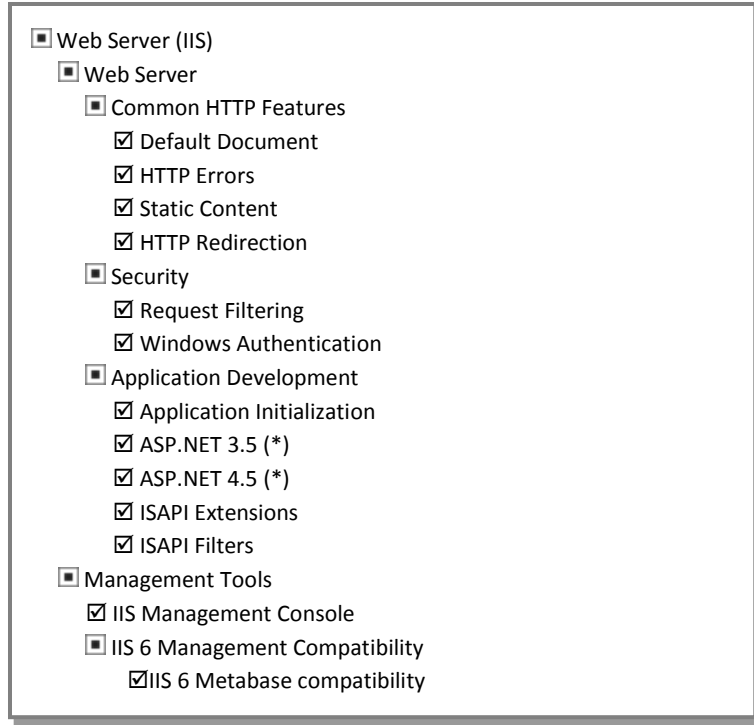 Web Server (IIS)
Web Server
Common HTTP Features
Default Document
HTTP Errors
Static Content
HTTP Redirection
Security
Request Filtering
Windows Authentication
Application Development
Application Initialization
ASP.NET 3.5 (*)
ASP.NET 4.5 (*)
ISAPI Extensions
ISAPI Filters
Management Tools
IIS Management Console
IIS 6 Management Compatibility
IIS 6 Metabase compatibility